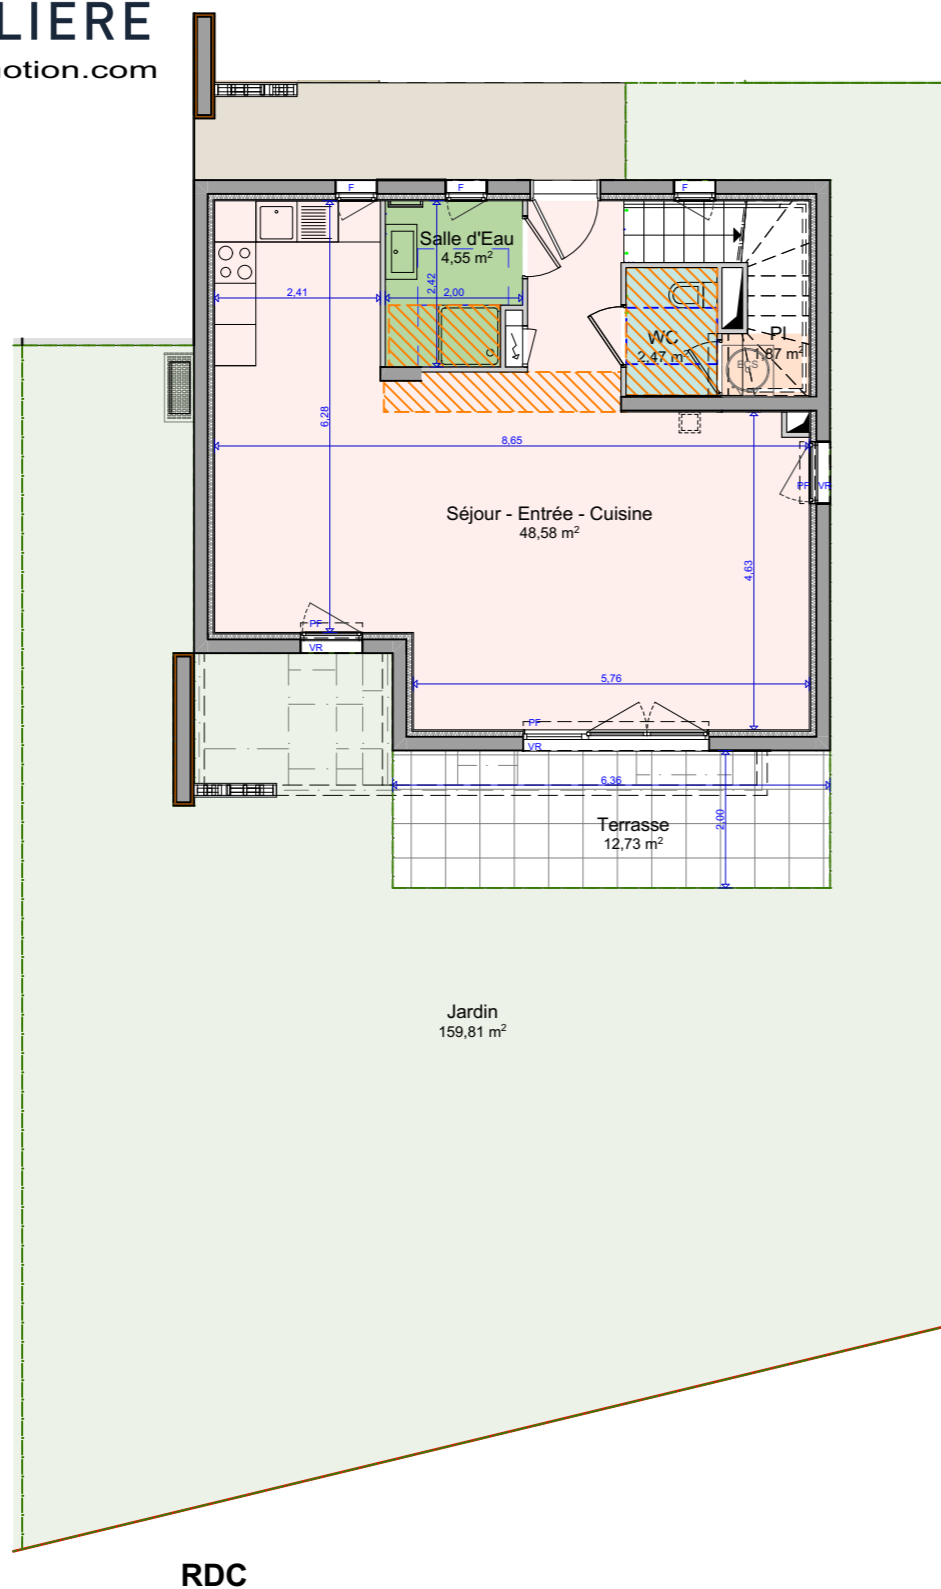 LIERE
notion.com
F
F
F
Salle d'Eau
4,55 m²
2,42
2,41
2,00
WC
2,47 m²
Pl
1,87 m²
ECS
6,28
8,65
PF
VR
Séjour - Entrée - Cuisine
48,58 m²
4,63
PF
VR
5,76
PF
VR
6,36
2,00
Terrasse
12,73 m²
Jardin
159,81 m²
RDC